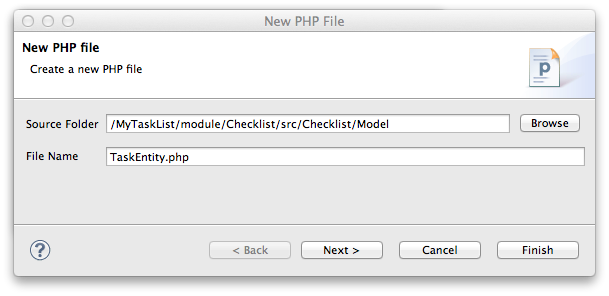 New PHP File
New PHP file
Create a new PHP file
p
Source Folder /MyTaskList/module/Checklist/src/Checklist/Model Browse
File Name TaskEntity.php
? < Back Next > Cancel Finish